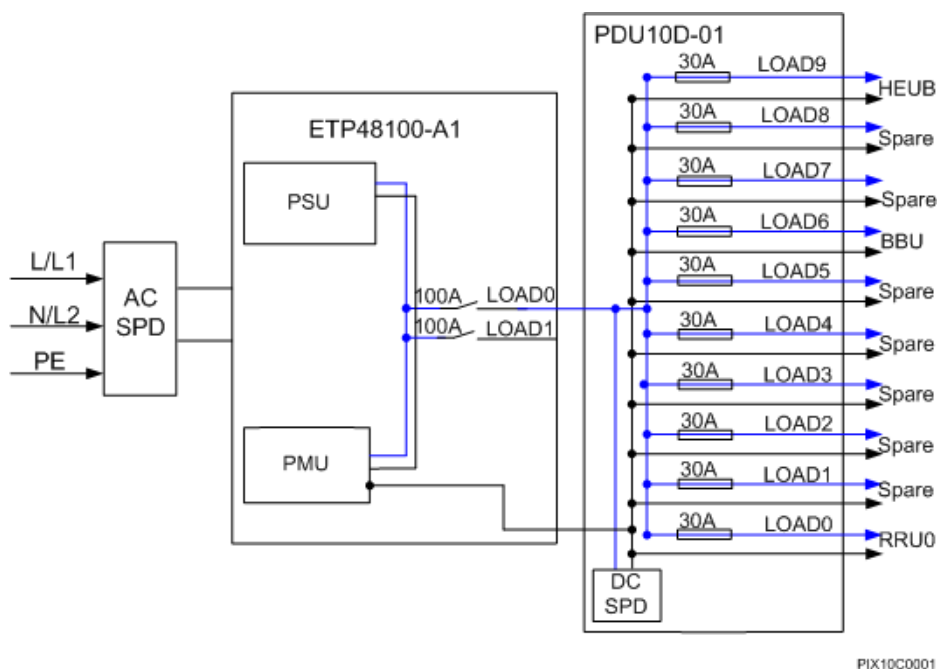 PDU10D-01
30A LOAD9
HEUB
30A LOAD8
Spare
30A LOAD7
Spare
30A LOAD6
BBU
30A LOAD5
Spare
30A LOAD4
Spare
30A LOAD3
Spare
30A LOAD2
Spare
30A LOAD1
Spare
30A LOAD0
RRU0
DC
SPD
ETP48100-A1
PSU
100A LOAD0
100A LOAD1
PMU
L/L1
N/L2
PE
AC
SPD
PIX10C0001